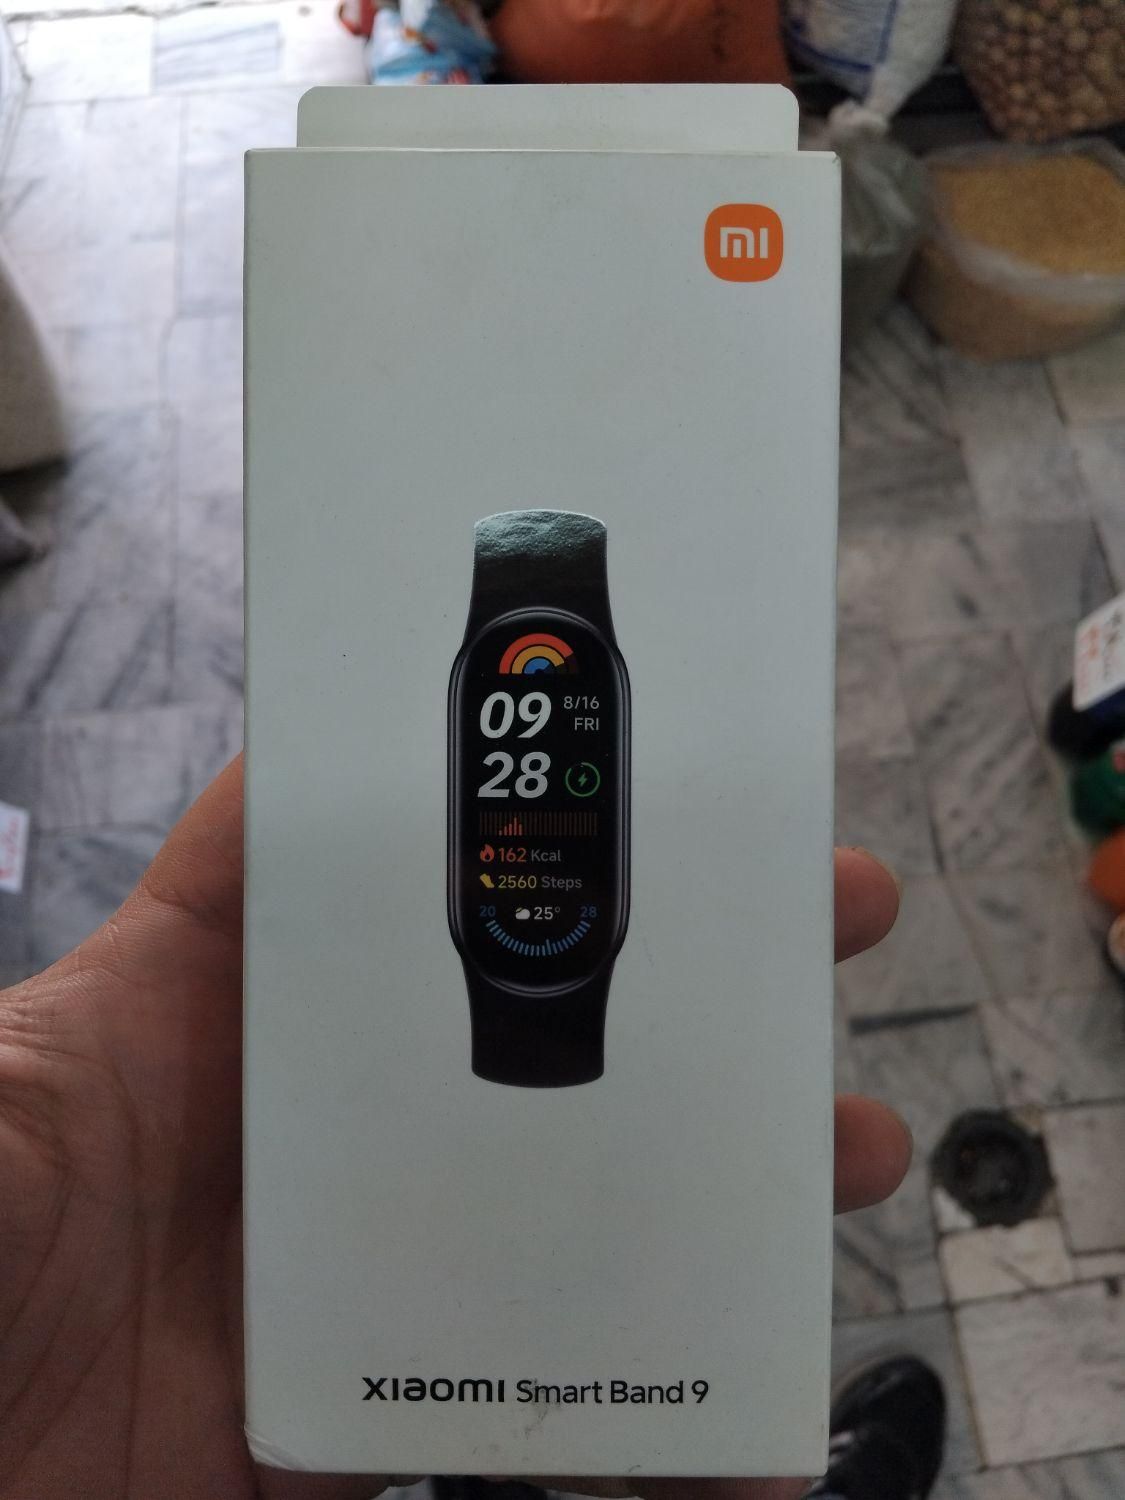 mi
09 8/16
FRI
28
162 Kcal
2560 Steps
20 25° 28
xiaomi Smart Band 9